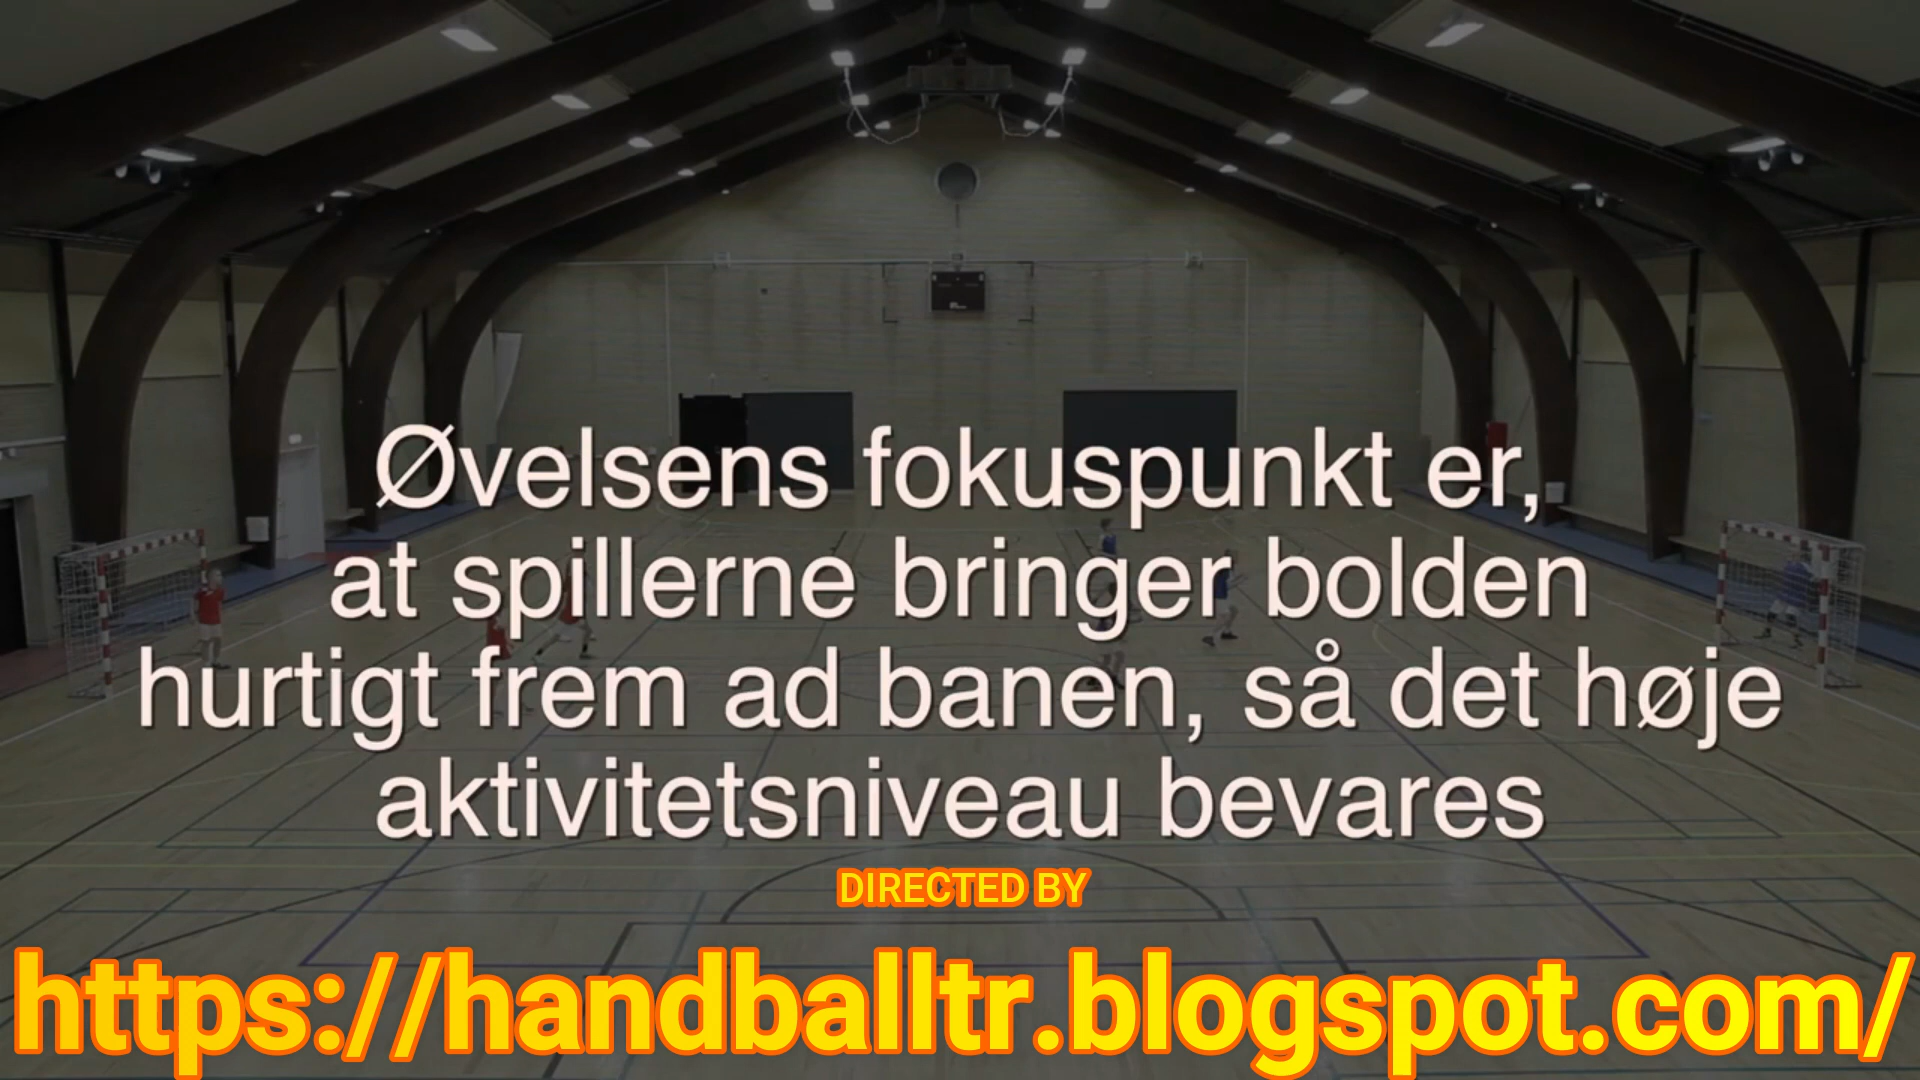 Øvelsens fokuspunkt er,
at spillerne bringer bolden
hurtigt frem ad banen, så det høje
aktivitetsniveau bevares
DIRECTED BY
https://handballtr.blogspot.com/